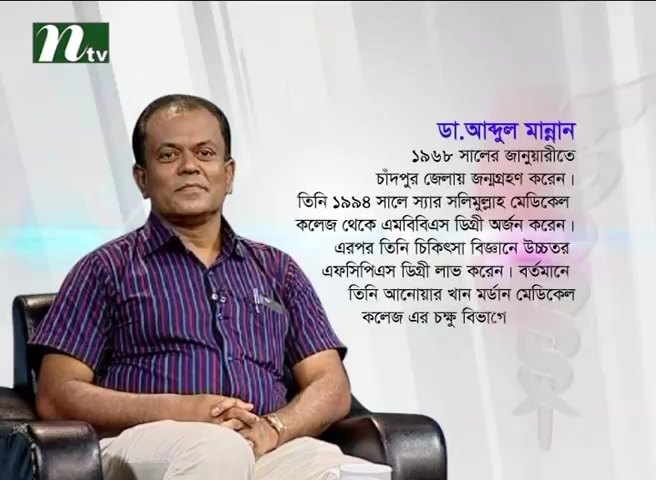 ntv
ডা.আব্দুল মান্নান
১৯৬৮ সালের জানুয়ারীতে
চাঁদপুর জেলায় জন্মগ্রহণ করেন।
তিনি ১৯৯৪ সালে স্যার সলিমুল্লাহ মেডিকেল
কলেজ থেকে এমবিবিএস ডিগ্রী অর্জন করেন।
এরপর তিনি চিকিৎসা বিজ্ঞানে উচ্চতর
এফসিপিএস ডিগ্রী লাভ করেন। বর্তমানে
তিনি আনোয়ার খান মর্ডান মেডিকেল
কলেজ এর চক্ষু বিভাগে